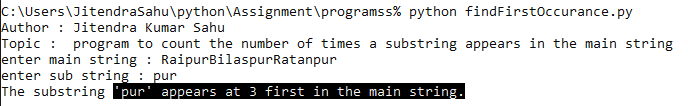 C:\Users\JitendraSahu\python\Assignment\programss% python findFirstOccurance.py
Author : Jitendra Kumar Sahu
Topic :  program to count the number of times a substring appears in the main string
enter main string : RaipurBilaspurRatanpur
enter sub string : pur
The substring 'pur' appears at 3 first in the main string.